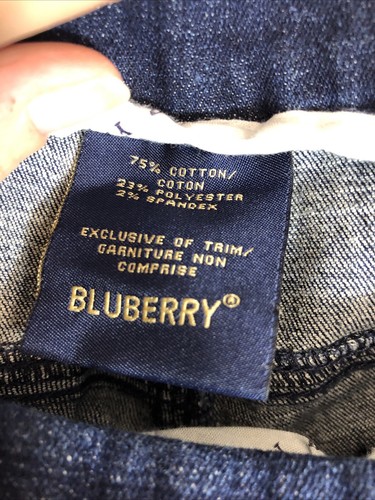 75% COTTON/
COTON
23% POLYESTER
2% SPANDEX
EXCLUSIVE OF TRIM/
GARNITURE NON
COMPRISE
BLUBERRY®